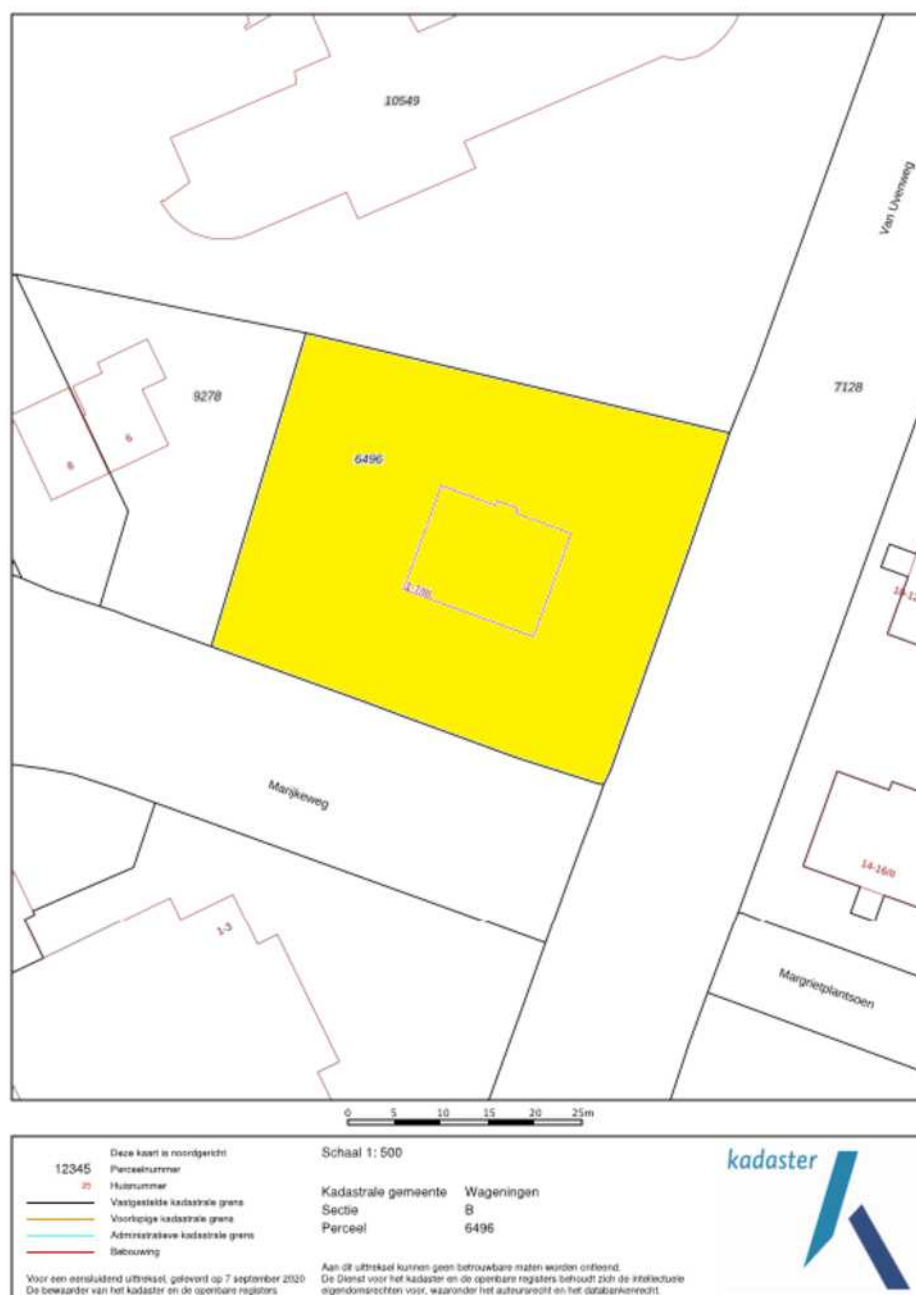 10549
Van Uvenweg
7128
9278
6496
6
6
Marijkeweg
1-3
14-16/II
Margrietplantsoen
0 5 10 15 20 25m
Deze kaart is noordgericht
12345 Perceelnummer
25 Huisnummer
Vastgestelde kadastrale grens
Voorlopige kadastrale grens
Administratieve kadastrale grens
Bebouwing
Voor een eensluidend uittreksel, geleverd op 7 september 2020
De bewaarder van het kadaster en de openbare registers
Schaal 1: 500
Kadastrale gemeente Wageningen
Sectie B
Perceel 6496
Aan dit uittreksel kunnen geen betrouwbare maten worden ontleend.
De Dienst voor het kadaster en de openbare registers behoudt zich de intellectuele
eigendomsrechten voor, waaronder het auteursrecht en het databankenrecht.
kadaster